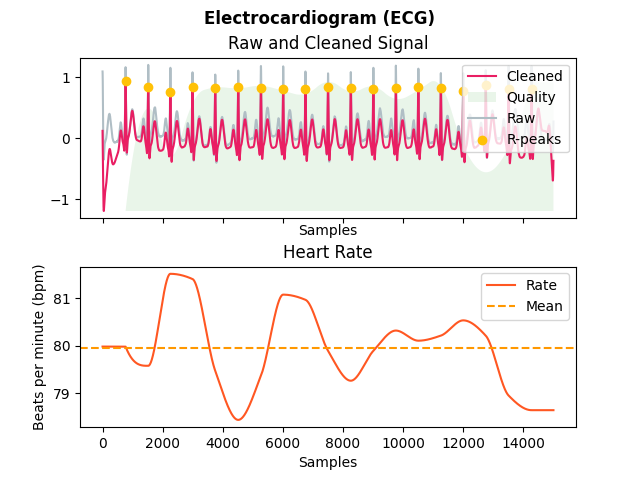 Electrocardiogram (ECG)
Raw and Cleaned Signal
1
0
−1
Cleaned
Quality
Raw
R-peaks
Samples
Heart Rate
Beats per minute (bpm)
81
80
79
Rate
Mean
0 2000 4000 6000 8000 10000 12000 14000
Samples